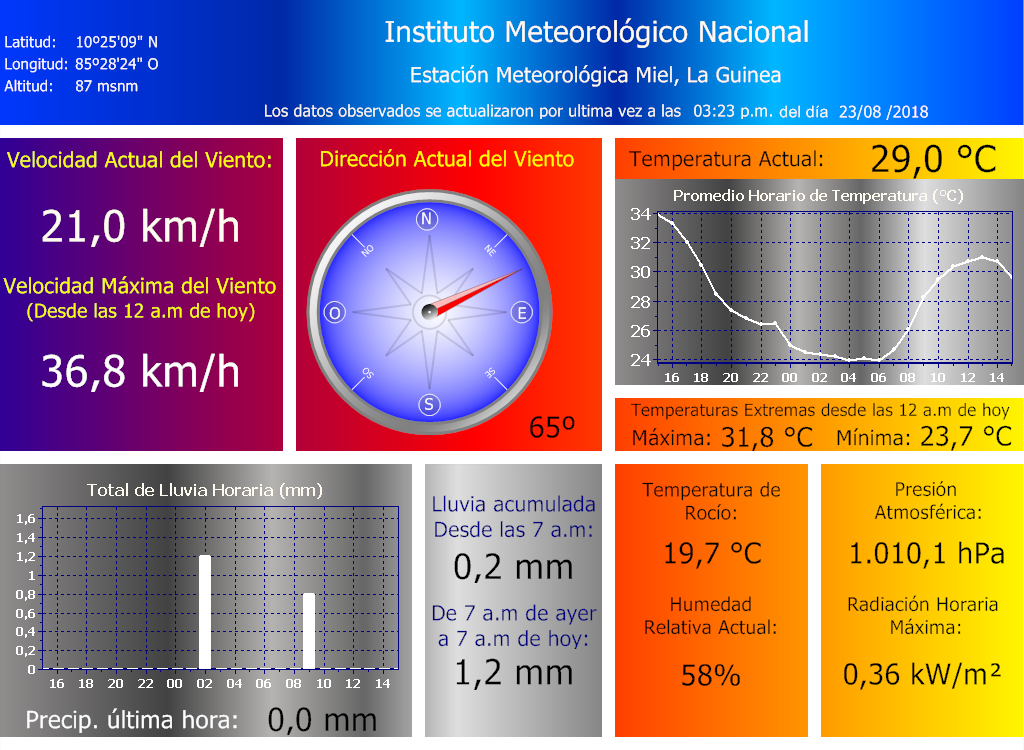 Latitud: 10º25'09" N
Longitud: 85º28'24" O
Altitud: 87 msnm
Instituto Meteorológico Nacional
Estación Meteorológica Miel, La Guinea
Los datos observados se actualizaron por ultima vez a las 03:23 p.m. del día 23/08 /2018
Velocidad Actual del Viento:
21,0 km/h
Velocidad Máxima del Viento
(Desde las 12 a.m de hoy)
36,8 km/h
Dirección Actual del Viento
N
NO
NE
O
E
SO
SE
S
65º
Temperatura Actual: 29,0 °C
Promedio Horario de Temperatura (°C)
34
32
30
28
26
24
16 18 20 22 00 02 04 06 08 10 12 14
Temperaturas Extremas desde las 12 a.m de hoy
Máxima: 31,8 °C Mínima: 23,7 °C
Total de Lluvia Horaria (mm)
1,6
1,4
1,2
1
0,8
0,6
0,4
0,2
0
16 18 20 22 00 02 04 06 08 10 12 14
Precip. última hora: 0,0 mm
Lluvia acumulada
Desde las 7 a.m:
0,2 mm
De 7 a.m de ayer
a 7 a.m de hoy:
1,2 mm
Temperatura de
Rocío:
19,7 °C
Humedad
Relativa Actual:
58%
Presión
Atmosférica:
1.010,1 hPa
Radiación Horaria
Máxima:
0,36 kW/m²